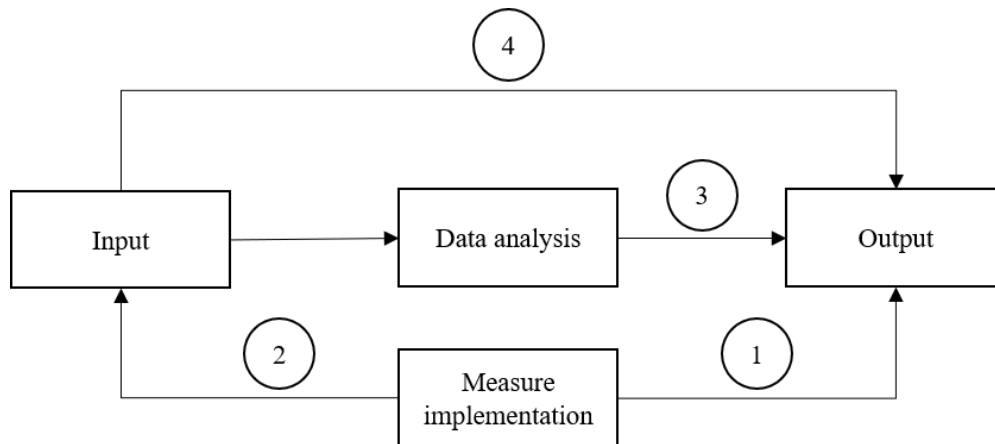 4
3
Input
Data analysis
Output
2
1
Measure
implementation